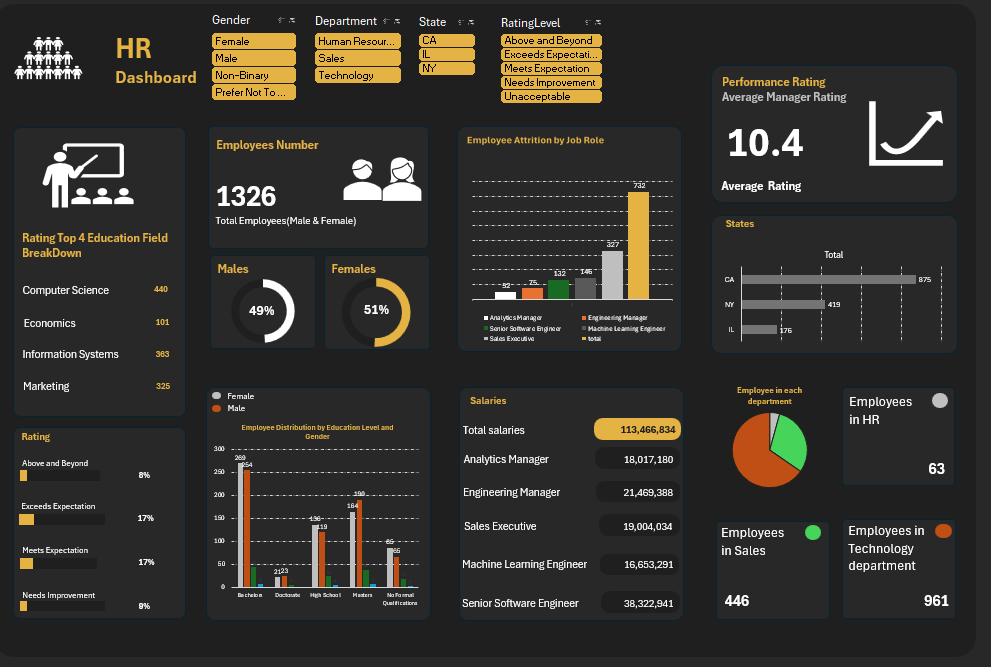 HR
Dashboard
Gender
Female
Male
Non-Binary
Prefer Not To ...
Department
Human Resour...
Sales
Technology
State
CA
IL
NY
RatingLevel
Above and Beyond
Exceeds Expectati...
Meets Expectation
Needs Improvement
Unacceptable
Performance Rating
Average Manager Rating
10.4
Average Rating
Rating Top 4 Education Field
BreakDown
Computer Science 440
Economics 101
Information Systems 363
Marketing 325
Employees Number
1326
Total Employees(Male & Female)
Males
49%
Females
51%
Employee Attrition by Job Role
52
75
132
146
327
732
Analytics Manager
Engineering Manager
Senior Software Engineer
Machine Learning Engineer
Sales Executive
total
States
Total
CA 875
NY 419
IL 176
Rating
Above and Beyond
8%
Exceeds Expectation
17%
Meets Expectation
17%
Needs Improvement
8%
Female
Male
Employee Distribution by Education Level and
Gender
300
250
200
150
100
50
0
269
254
21
23
136
119
164
190
85
65
Bachelors
Doctorate
High School
Masters
No Formal
Qualifications
Salaries
Total salaries 113,466,834
Analytics Manager 18,017,180
Engineering Manager 21,469,388
Sales Executive 19,004,034
Machine Learning Engineer 16,653,291
Senior Software Engineer 38,322,941
Employee in each
department
Employees
in HR
63
Employees
in Sales
446
Employees in
Technology
department
961